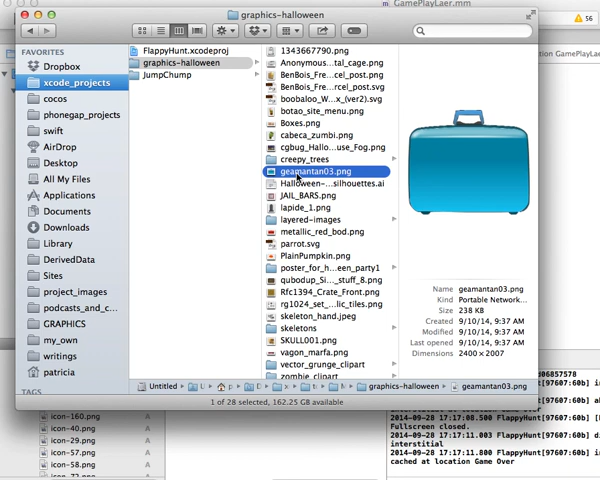 GamePlayLaer.mm
graphics-halloween
56
FAVORITES
Dropbox
xcode_projects
cocos
phonegap_projects
swift
AirDrop
Desktop
All My Files
Applications
Documents
Downloads
Library
DerivedData
Sites
project_images
podcasts_and_c...
GRAPHICS
my_own
writings
patricia
TAGS
FlappyHunt.xcodeproj
graphics-halloween
JumpChump
1343667790.png
Anonymous...tal_cage.png
BenBois_Fre...cel_post.png
BenBois_Fre...rcel_post.svg
boobaloo_W...x_(ver2).svg
botao_site_menu.png
Boxes.png
cabeca_zumbi.png
cgbug_Hallo...use_Fog.png
creepy_trees
geamantan03.png
Halloween-...silhouettes.ai
JAIL_BARS.png
lapide_1.png
layered-images
metallic_red_bod.png
parrot.svg
PlainPumpkin.png
poster_for_h...een_party1
qubodup_Si..._stuff_8.png
Rfc1394_Crate_Front.png
rg1024_set_...lic_tiles.png
skeleton_hand.jpeg
skeletons
SKULL001.png
vagon_marfa.png
vector_grunge_clipart
zombie_clipart
Name geamantan03.png
Kind Portable Network...
Size 238 KB
Created 9/10/14, 9:37 AM
Modified 9/10/14, 9:37 AM
Last opened 9/10/14, 9:37 AM
Dimensions 2400 × 2007
Untitled
graphics-halloween
geamantan03.png
1 of 28 selected, 162.25 GB available
icon-160.png A
icon-40.png A
icon-29.png A
icon-57.png A
icon-58.png A
icon-72.png A
2014-09-28 17:17:08.500 FlappyHunt[97607:60b]
Fullscreen closed.
2014-09-28 17:17:11.003 FlappyHunt[97607:60b]
interstitial
2014-09-28 17:17:11.800 FlappyHunt[97607:60b]
cached at location Game Over